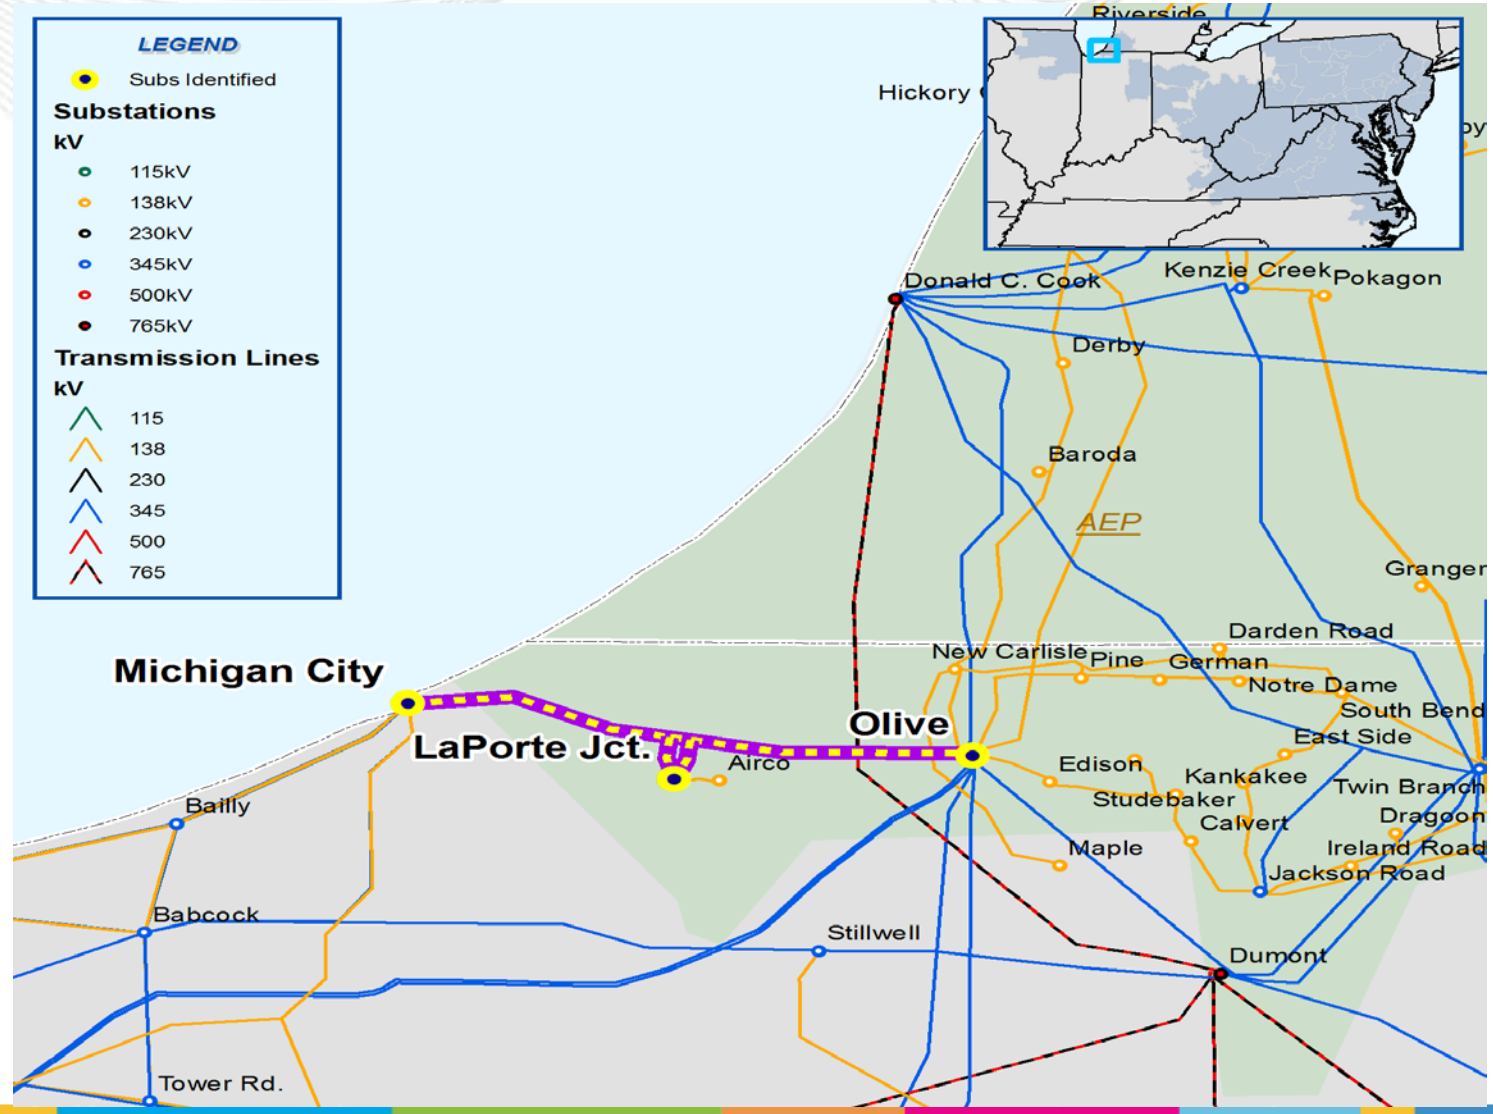 LEGEND
Subs Identified
Substations
kV
115kV
138kV
230kV
345kV
500kV
765kV
Transmission Lines
kV
115
138
230
345
500
765
Riverside
Hickory
Donald C. Cook
Kenzie Creek
Pokagon
Derby
Baroda
AEP
Granger
Darden Road
New Carlisle
Pine
German
Notre Dame
South Bend
Michigan City
Olive
LaPorte Jct.
Airco
East Side
Edison
Kankakee
Twin Branch
Studebaker
Calvert
Dragoon
Bailly
Maple
Ireland Road
Jackson Road
Babcock
Stillwell
Dumont
Tower Rd.